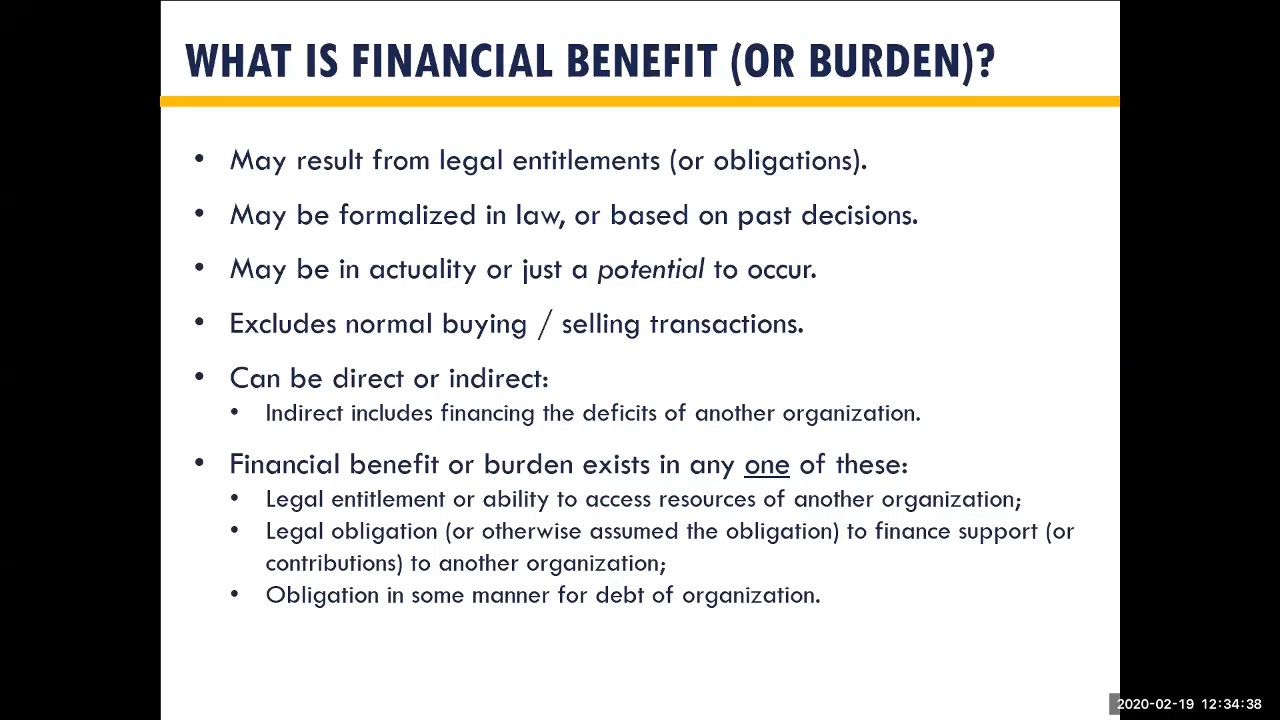 WHAT IS FINANCIAL BENEFIT (OR BURDEN)?
• May result from legal entitlements (or obligations).
• May be formalized in law, or based on past decisions.
• May be in actuality or just a potential to occur.
• Excludes normal buying / selling transactions.
• Can be direct or indirect:
• Indirect includes financing the deficits of another organization.
• Financial benefit or burden exists in any one of these:
• Legal entitlement or ability to access resources of another organization;
• Legal obligation (or otherwise assumed the obligation) to finance support (or
contributions) to another organization;
• Obligation in some manner for debt of organization.
2020-02-19 12:34:38